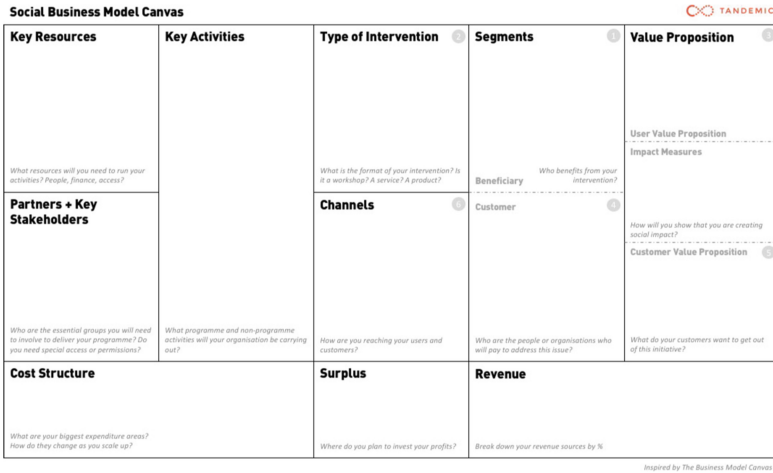 Social Business Model Canvas
TANDEMIC
Key Resources
What resources will you need to run your
activities? People, finance, access?
Partners + Key
Stakeholders
Who are the essential groups you will need
to involve to deliver your programme? Do
you need special access or permissions?
Key Activities
What programme and non-programme
activities will your organisation be carrying
out?
Type of Intervention 2
What is the format of your intervention? Is
it a workshop? A service? A product?
Channels 6
How are you reaching your users and
customers?
Segments 1
Beneficiary
Who benefits from your
intervention?
Customer 4
Who are the people or organisations who
will pay to address this issue?
Value Proposition 3
User Value Proposition
Impact Measures
How will you show that you are creating
social impact?
Customer Value Proposition 5
What do your customers want to get out
of this initiative?
Cost Structure
What are your biggest expenditure areas?
How do they change as you scale up?
Surplus
Where do you plan to invest your profits?
Revenue
Break down your revenue sources by %
Inspired by The Business Model Canvas